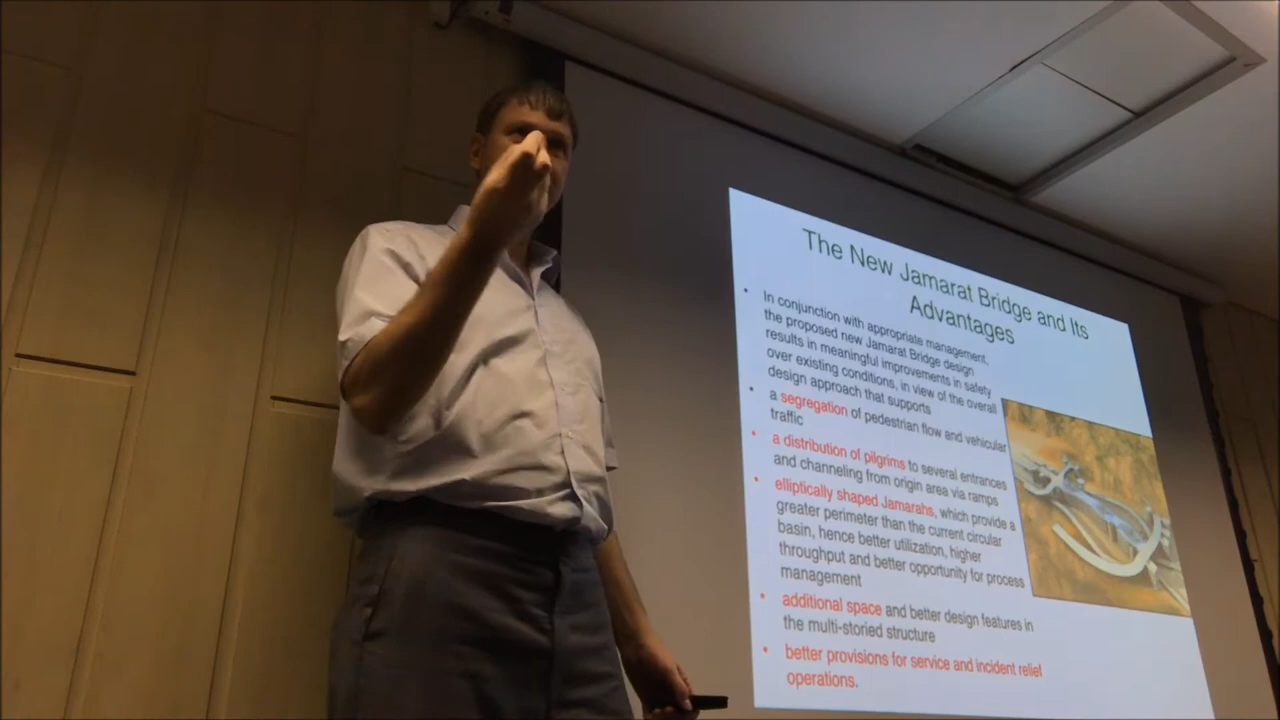 The New Jamarat Bridge and Its
Advantages
• In conjunction with appropriate management,
the proposed new Jamarat Bridge design
results in meaningful improvements in safety
over existing conditions, in view of the overall
design approach that supports
• a segregation of pedestrian flow and vehicular
traffic
• a distribution of pilgrims to several entrances
and channeling from origin area via ramps
• elliptically shaped Jamarahs, which provide a
greater perimeter than the current circular
basin, hence better utilization, higher
throughput and better opportunity for process
management
• additional space and better design features in
the multi-storied structure
• better provisions for service and incident relief
operations.